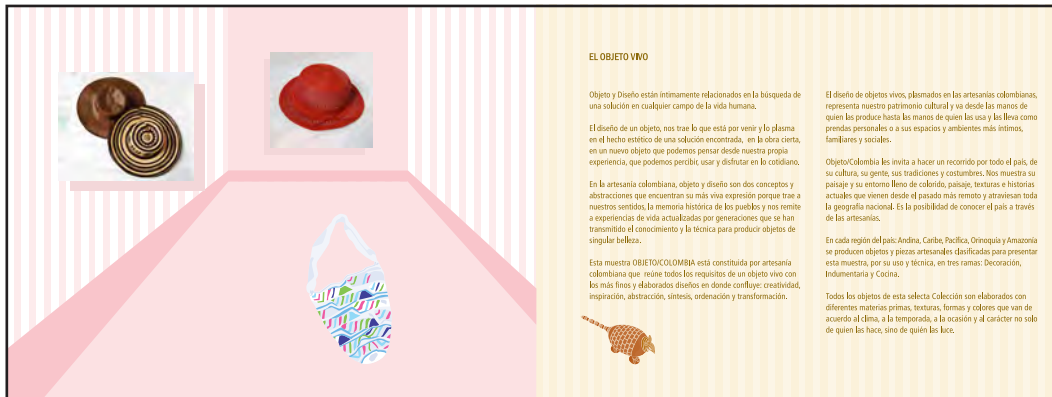 EL OBJETO VIVO
Objeto y Diseño están íntimamente relacionados en la búsqueda de
una solución en cualquier campo de la vida humana.
El diseño de un objeto, nos trae lo que está por venir y lo plasma
en el hecho estético de una solución encontrada, en la obra cierta,
en un nuevo objeto que podemos pensar desde nuestra propia
experiencia, que podemos percibir, usar y disfrutar en lo cotidiano.
En la artesanía colombiana, objeto y diseño son dos conceptos y
abstracciones que encuentran su más viva expresión porque trae a
nuestros sentidos, la memoria histórica de los pueblos y nos remite
a experiencias de vida actualizadas por generaciones que se han
transmitido el conocimiento y la técnica para producir objetos de
singular belleza.
Esta muestra OBJETO/COLOMBIA está constituida por artesanía
colombiana que reúne todos los requisitos de un objeto vivo con
los más finos y elaborados diseños en donde confluye: creatividad,
inspiración, abstracción, síntesis, ordenación y transformación.
El diseño de objetos vivos, plasmados en las artesanías colombianas,
representa nuestro patrimonio cultural y va desde las manos de
quien las produce hasta las manos de quien las usa y las lleva como
prendas personales o a sus espacios y ambientes más íntimos,
familiares y sociales.
Objeto/Colombia les invita a hacer un recorrido por todo el país, de
su cultura, su gente, sus tradiciones y costumbres. Nos muestra su
paisaje y su entorno lleno de colorido, paisaje, texturas e historias
actuales que vienen desde el pasado más remoto y atraviesan toda
la geografía nacional. Es la posibilidad de conocer el país a través
de las artesanías.
En cada región del país: Andina, Caribe, Pacífica, Orinoquía y Amazonía
se producen objetos y piezas artesanales clasificadas para presentar
esta muestra, por su uso y técnica, en tres ramas: Decoración,
Indumentaria y Cocina.
Todos los objetos de esta selecta Colección son elaborados con
diferentes materias primas, texturas, formas y colores que van de
acuerdo al clima, a la temporada, a la ocasión y al carácter no solo
de quien las hace, sino de quién las luce.